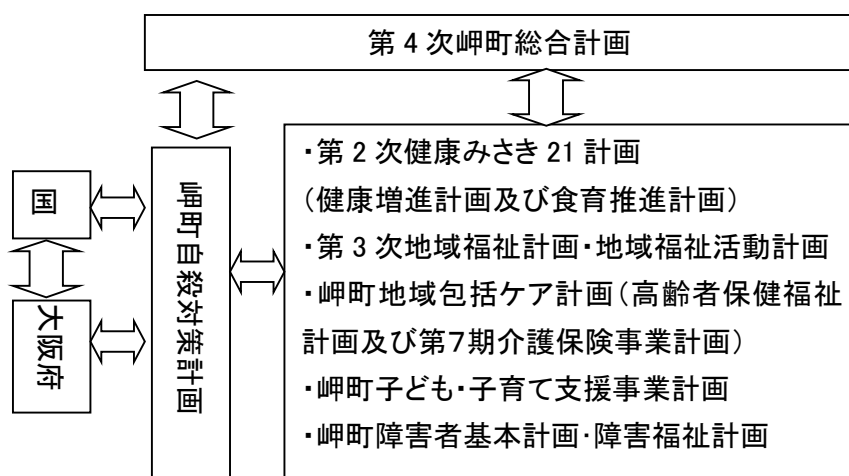 第4次岬町総合計画
国
大阪府
岬町自殺対策計画
・第2次健康みさき21計画
(健康増進計画及び食育推進計画)
・第3次地域福祉計画・地域福祉活動計画
・岬町地域包括ケア計画(高齢者保健福祉
計画及び第7期介護保険事業計画)
・岬町子ども・子育て支援事業計画
・岬町障害者基本計画・障害福祉計画